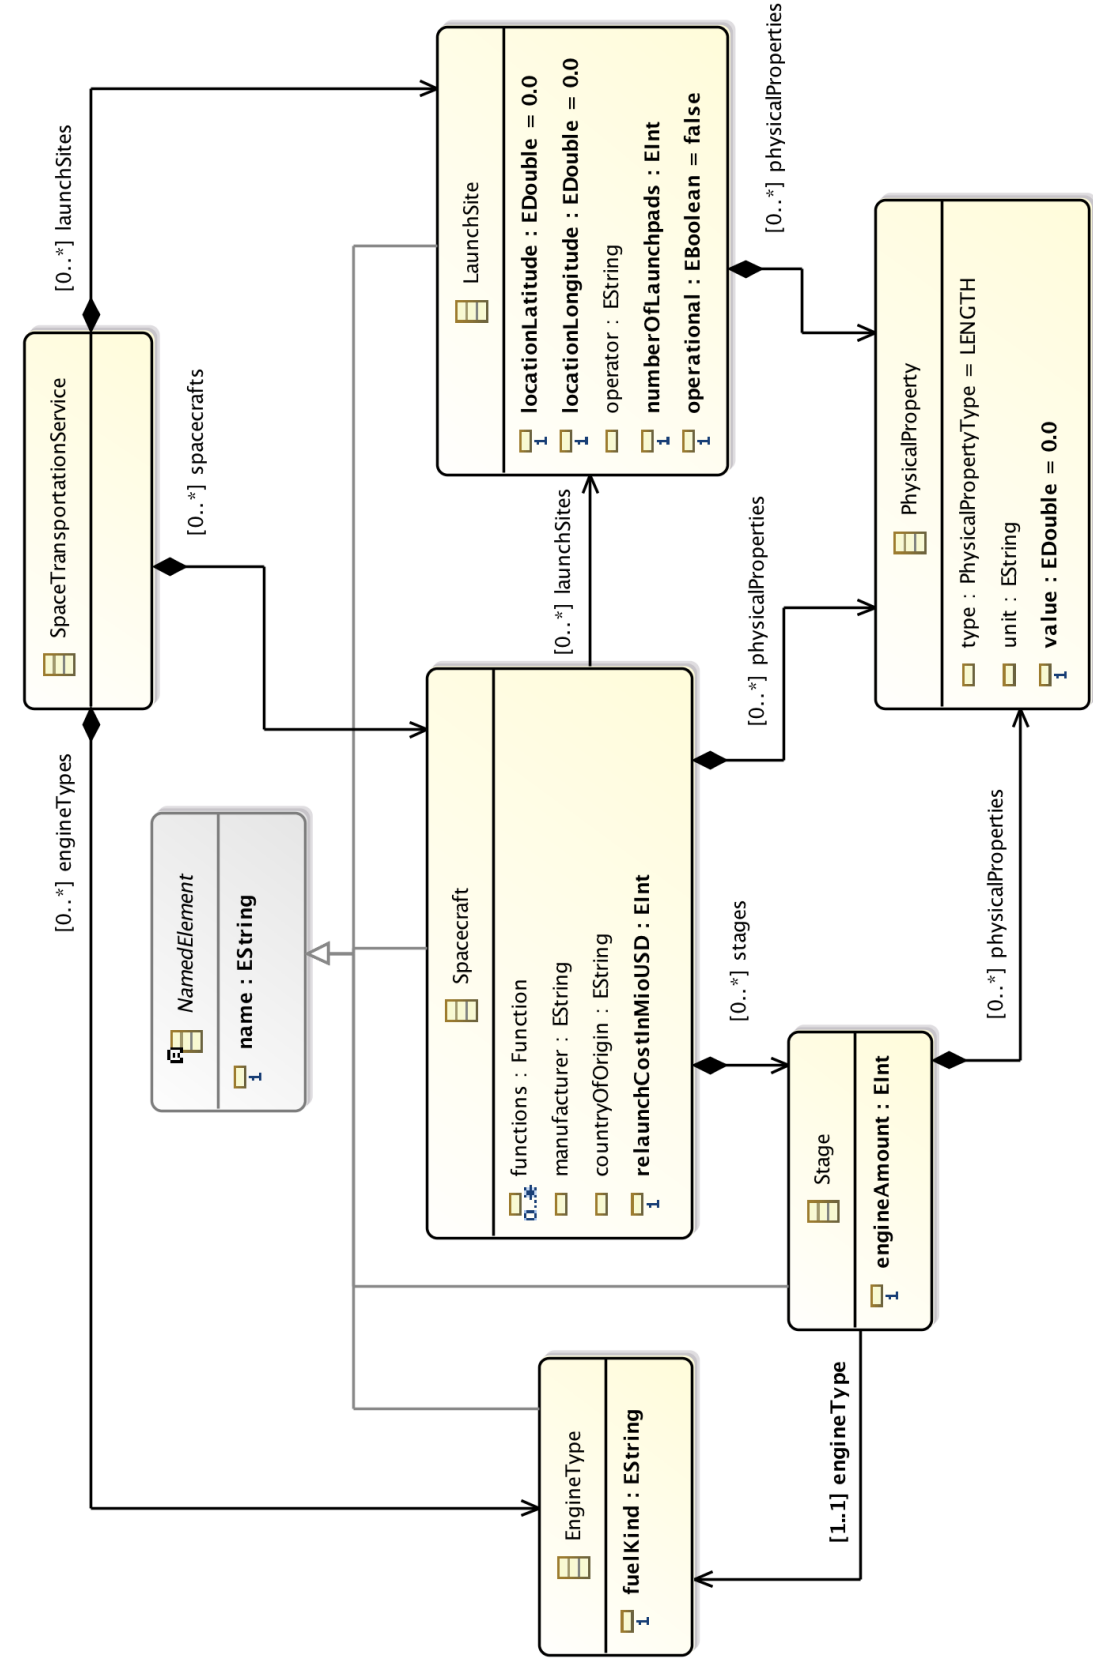 SpaceTransportationService
[0..*] engineTypes
[0..*] launchSites
[0..*] spacecrafts
NamedElement
name : EString
EngineType
fuelKind : EString
Spacecraft
functions : Function
manufacturer : EString
countryOfOrigin : EString
relaunchCostInMioUSD : EInt
[0..*] launchSites
LaunchSite
locationLatitude : EDouble = 0.0
locationLongitude : EDouble = 0.0
operator : EString
numberOfLaunchpads : EInt
operational : EBoolean = false
[0..*] stages
[0..*] physicalProperties
[0..*] physicalProperties
[1..1] engineType
Stage
engineAmount : EInt
[0..*] physicalProperties
PhysicalProperty
type : PhysicalPropertyType = LENGTH
unit : EString
value : EDouble = 0.0